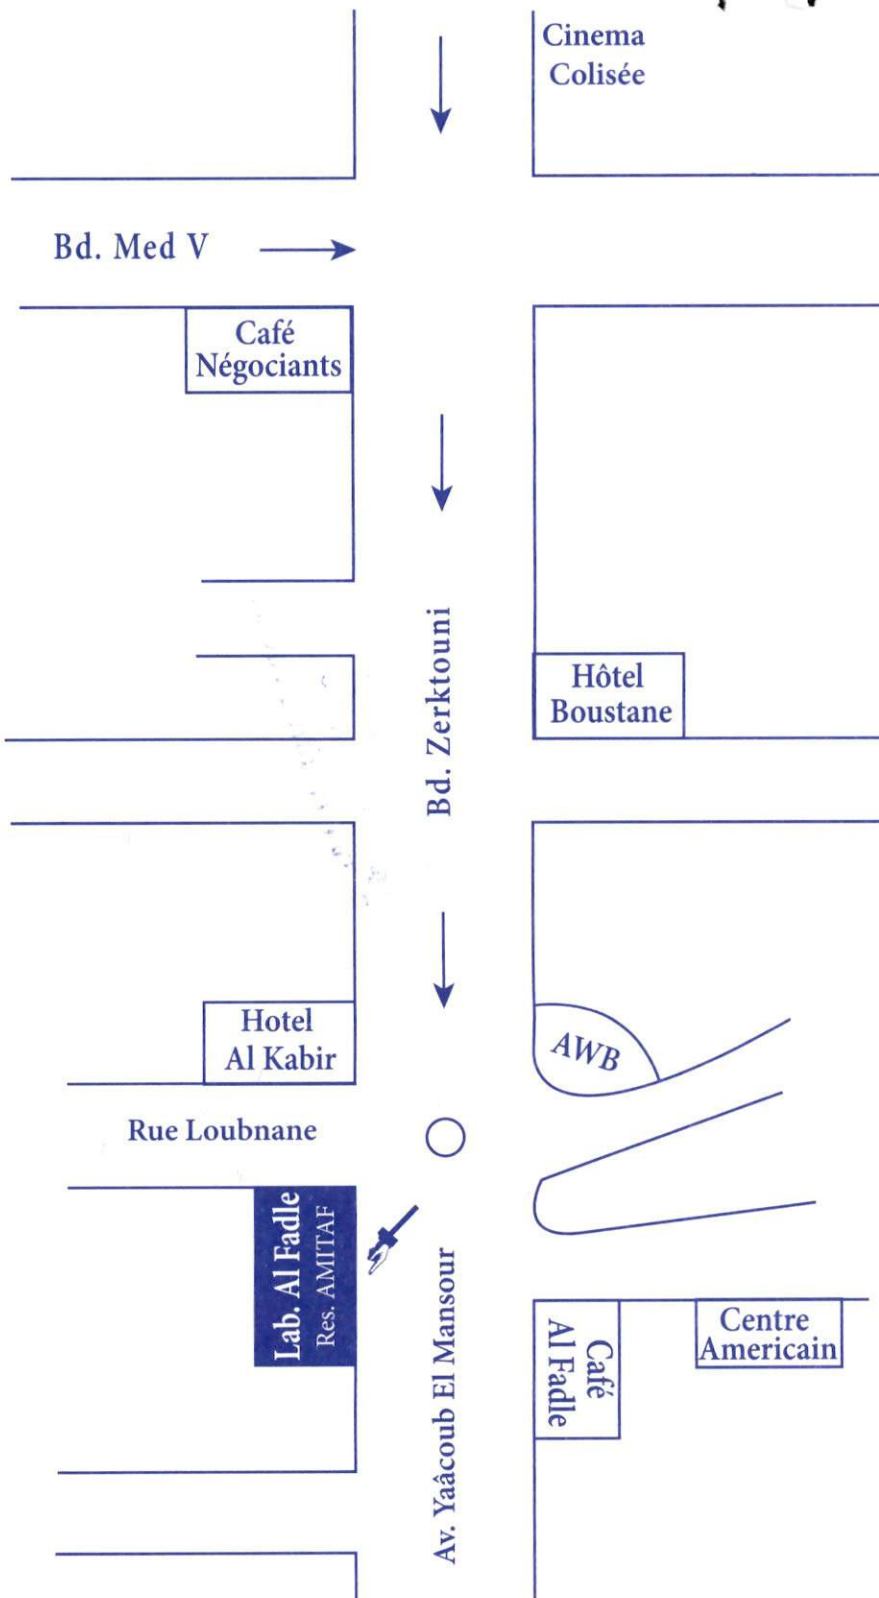 Cinema
Colisée
Bd. Med V
Café
Négociants
Bd. Zerktouni
Hôtel
Boustane
Hotel
Al Kabir
AWB
Rue Loubnane
Lab. Al Fadle
Res. AMITAF
Av. Yaâcoub El Mansour
Café
Al Fadle
Centre
Americain